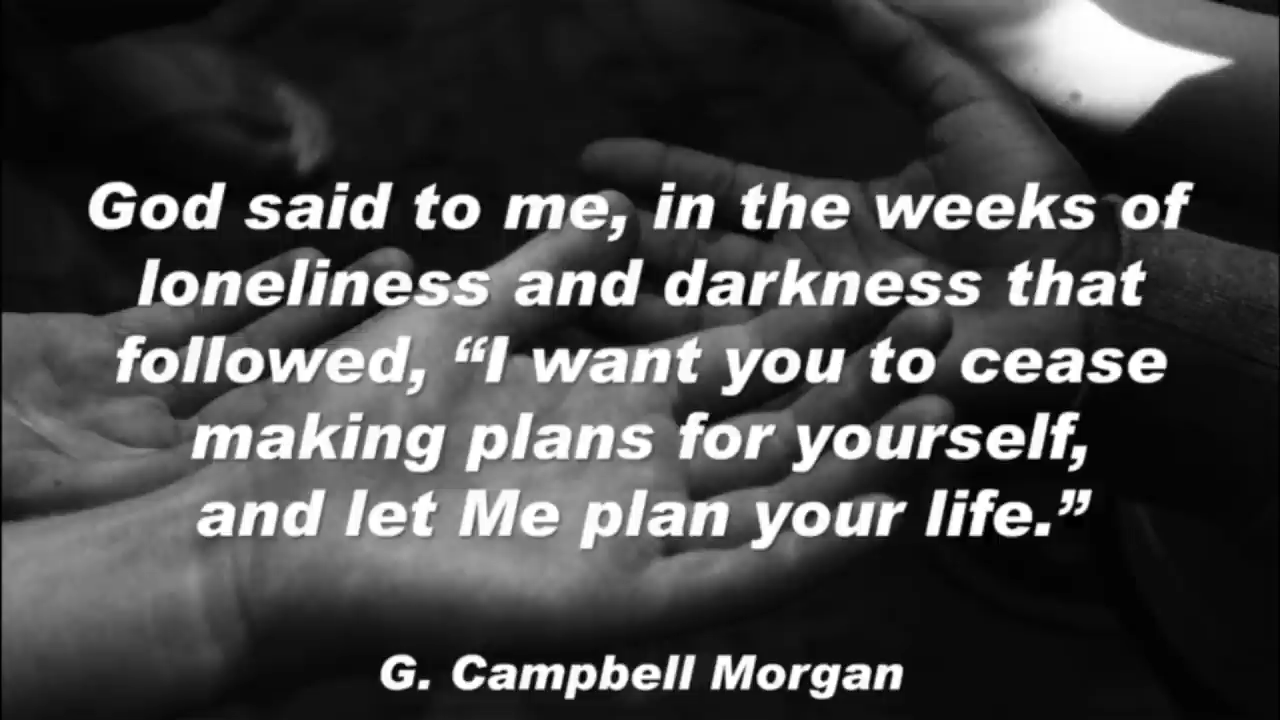 God said to me, in the weeks of
loneliness and darkness that
followed, “I want you to cease
making plans for yourself,
and let Me plan your life.”
G. Campbell Morgan